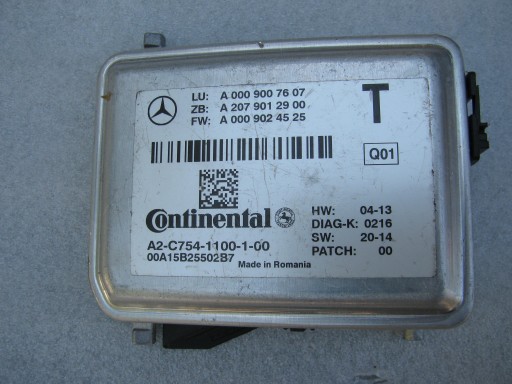 LU: A 000 900 76 07
ZB: A 207 901 29 00
FW: A 000 902 45 25
T
Q01
Continental
A2-C754-1100-1-00
00A15B25502B7
Made in Romania
HW: 04-13
DIAG-K: 0216
SW: 20-14
PATCH: 00